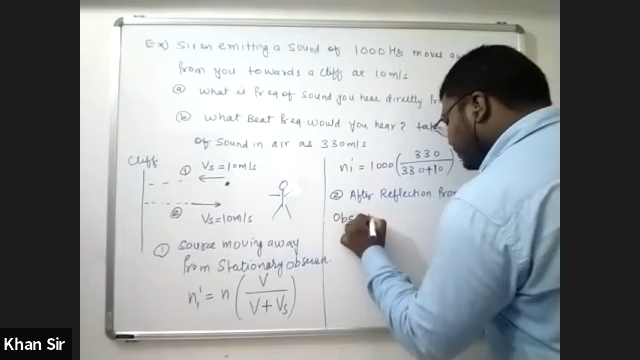 Ex) Siren emitting a sound of 1000 Hz moves
from you towards a cliff at 10 m/s
ⓐ What is freq of sound you hear directly
ⓑ What Beat freq would you hear?
of sound in air as 330 m/s
Cliff
① Vs = 10 m/s
② Vs = 10 m/s
① Source moving away
from stationary
n₁' = n (V / V + Vs)
n₁' = 1000 (330 / 330 + 10)
② After Reflection from
Khan Sir